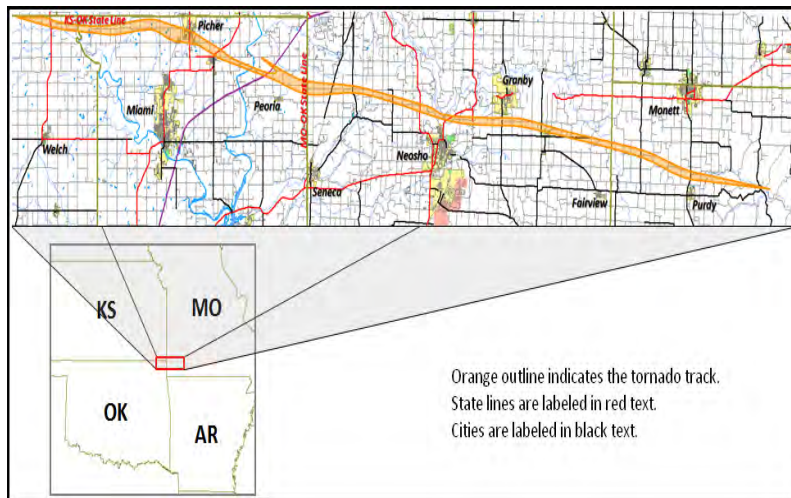 KS-OK State Line
Picher
Granby
Miami
Peoria
MO-OK State Line
Monett
Welch
Neosho
Seneca
Fairview
Purdy
KS
MO
OK
AR
Orange outline indicates the tornado track.
State lines are labeled in red text.
Cities are labeled in black text.